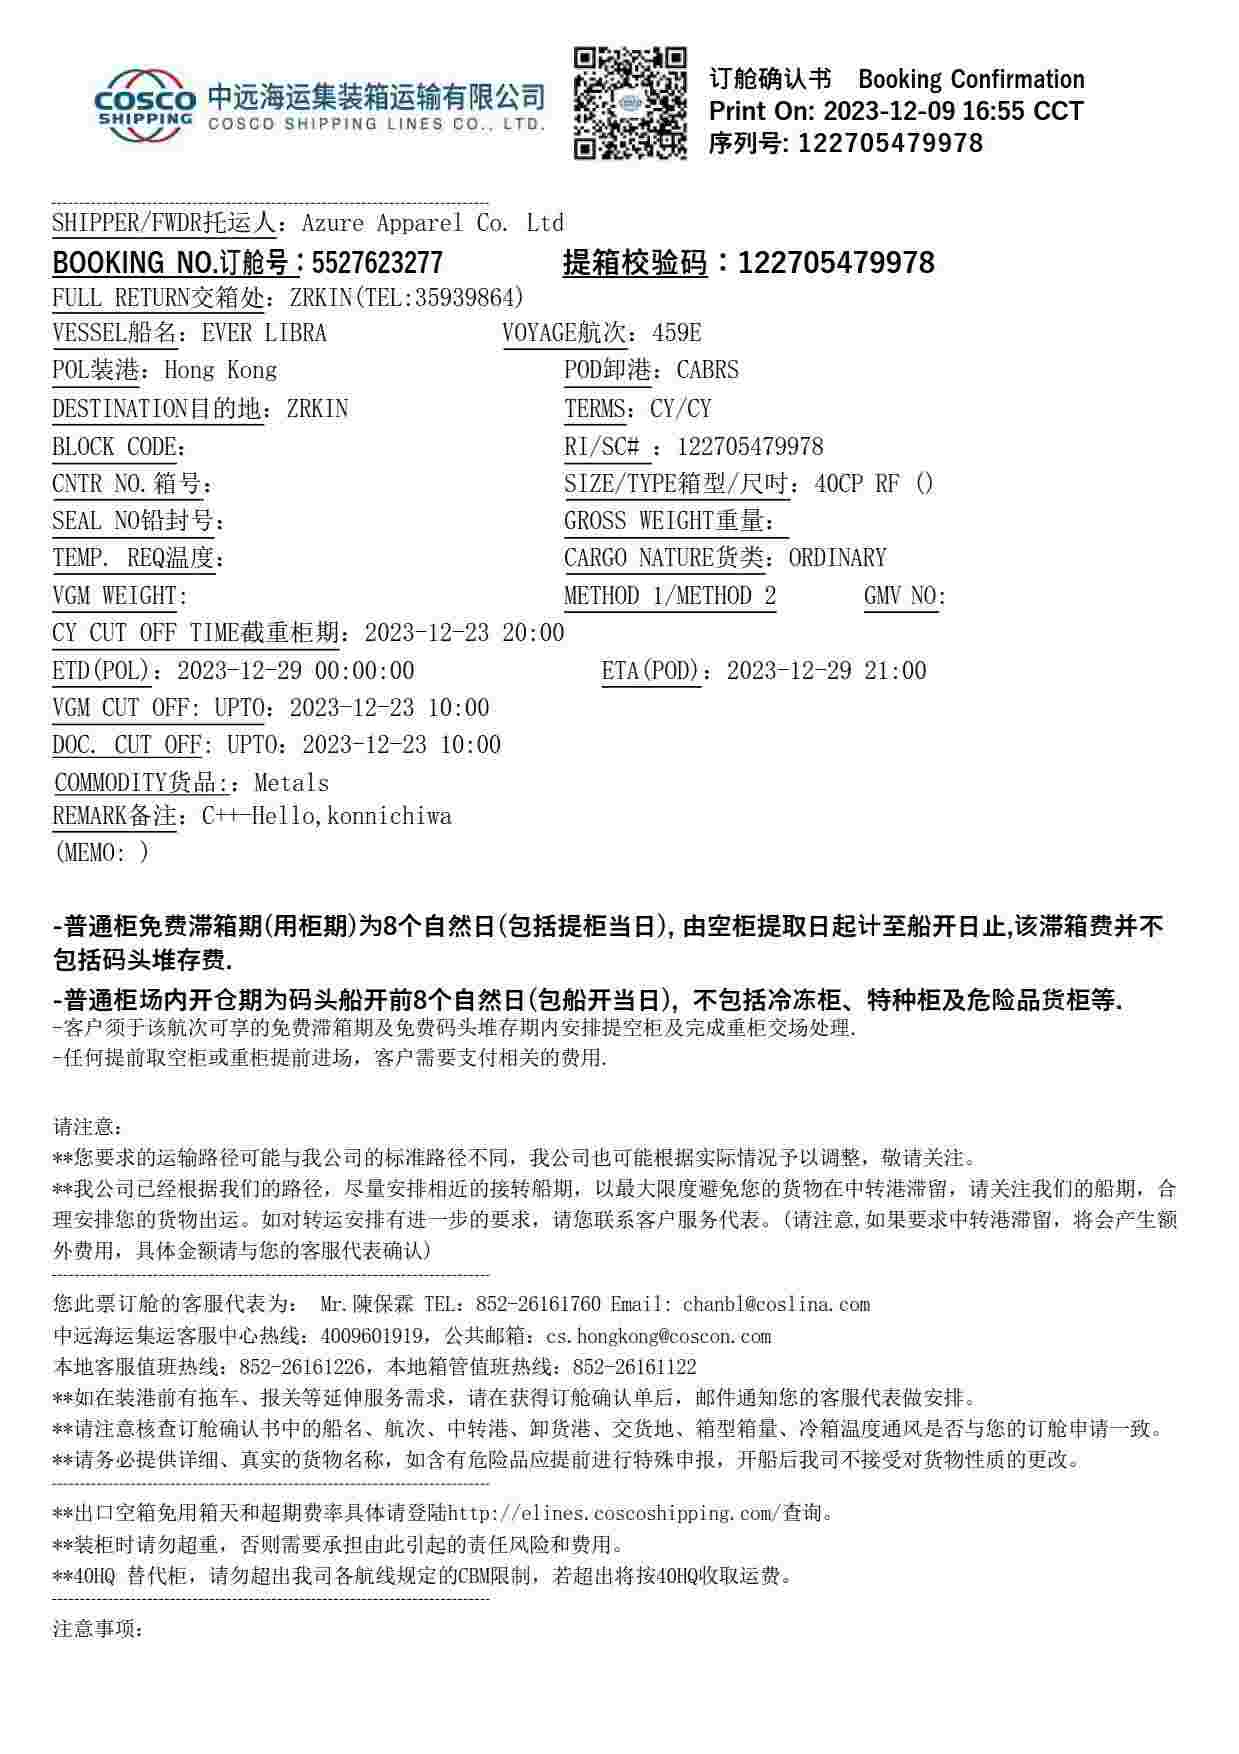 COSCO SHIPPING
中远海运集装箱运输有限公司
COSCO SHIPPING LINES CO., LTD.
订舱确认书 Booking Confirmation
Print On: 2023-12-09 16:55 CCT
序列号: 122705479978
SHIPPER/FWDR托运人：Azure Apparel Co. Ltd
BOOKING NO.订舱号：5527623277 提箱校验码：122705479978
FULL RETURN交箱处：ZRKIN(TEL:35939864)
VESSEL船名：EVER LIBRA VOYAGE航次：459E
POL装港：Hong Kong POD卸港：CABRS
DESTINATION目的地：ZRKIN TERMS：CY/CY
BLOCK CODE： RI/SC# ：122705479978
CNTR NO.箱号： SIZE/TYPE箱型/尺吋：40CP RF ()
SEAL NO铅封号： GROSS WEIGHT重量：
TEMP. REQ温度： CARGO NATURE货类：ORDINARY
VGM WEIGHT: METHOD 1/METHOD 2 GMV NO:
CY CUT OFF TIME截重柜期：2023-12-23 20:00
ETD(POL)：2023-12-29 00:00:00 ETA(POD)：2023-12-29 21:00
VGM CUT OFF: UPTO：2023-12-23 10:00
DOC. CUT OFF: UPTO：2023-12-23 10:00
COMMODITY货品:：Metals
REMARK备注：C++-Hello,konnichiwa
(MEMO: )
-普通柜免费滞箱期(用柜期)为8个自然日(包括提柜当日), 由空柜提取日起计至船开日止,该滞箱费并不
包括码头堆存费.
-普通柜场内开仓期为码头船开前8个自然日(包船开当日), 不包括冷冻柜、特种柜及危险品货柜等.
-客户须于该航次可享的免费滞箱期及免费码头堆存期内安排提空柜及完成重柜交场处理.
-任何提前取空柜或重柜提前进场，客户需要支付相关的费用.
请注意：
**您要求的运输路径可能与我公司的标准路径不同，我公司也可能根据实际情况予以调整，敬请关注。
**我公司已经根据我们的路径，尽量安排相近的接转船期，以最大限度避免您的货物在中转港滞留，请关注我们的船期，合
理安排您的货物出运。如对转运安排有进一步的要求，请您联系客户服务代表。(请注意,如果要求中转港滞留，将会产生额
外费用，具体金额请与您的客服代表确认)
您此票订舱的客服代表为： Mr.陳保霖 TEL：852-26161760 Email: chanbl@coslina.com
中远海运集运客服中心热线：4009601919，公共邮箱：cs.hongkong@coscon.com
本地客服值班热线：852-26161226，本地箱管值班热线：852-26161122
**如在装港前有拖车、报关等延伸服务需求，请在获得订舱确认单后，邮件通知您的客服代表做安排。
**请注意核查订舱确认书中的船名、航次、中转港、卸货港、交货地、箱型箱量、冷箱温度通风是否与您的订舱申请一致。
**请务必提供详细、真实的货物名称，如含有危险品应提前进行特殊申报，开船后我司不接受对货物性质的更改。
**出口空箱免用箱天和超期费率具体请登陆http://elines.coscoshipping.com/查询。
**装柜时请勿超重，否则需要承担由此引起的责任风险和费用。
**40HQ 替代柜，请勿超出我司各航线规定的CBM限制，若超出将按40HQ收取运费。
注意事项：